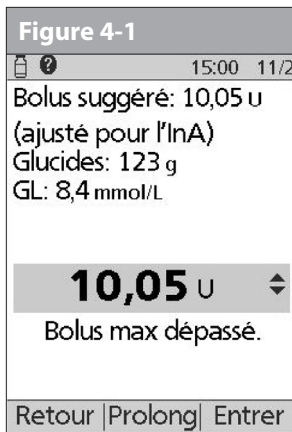 Figure 4-1
15:00 11/2
Bolus suggéré: 10,05 U
(ajusté pour l'InA)
Glucides: 123 g
GL: 8,4 mmol/L
10,05 U
Bolus max dépassé.
Retour |Prolong| Entrer